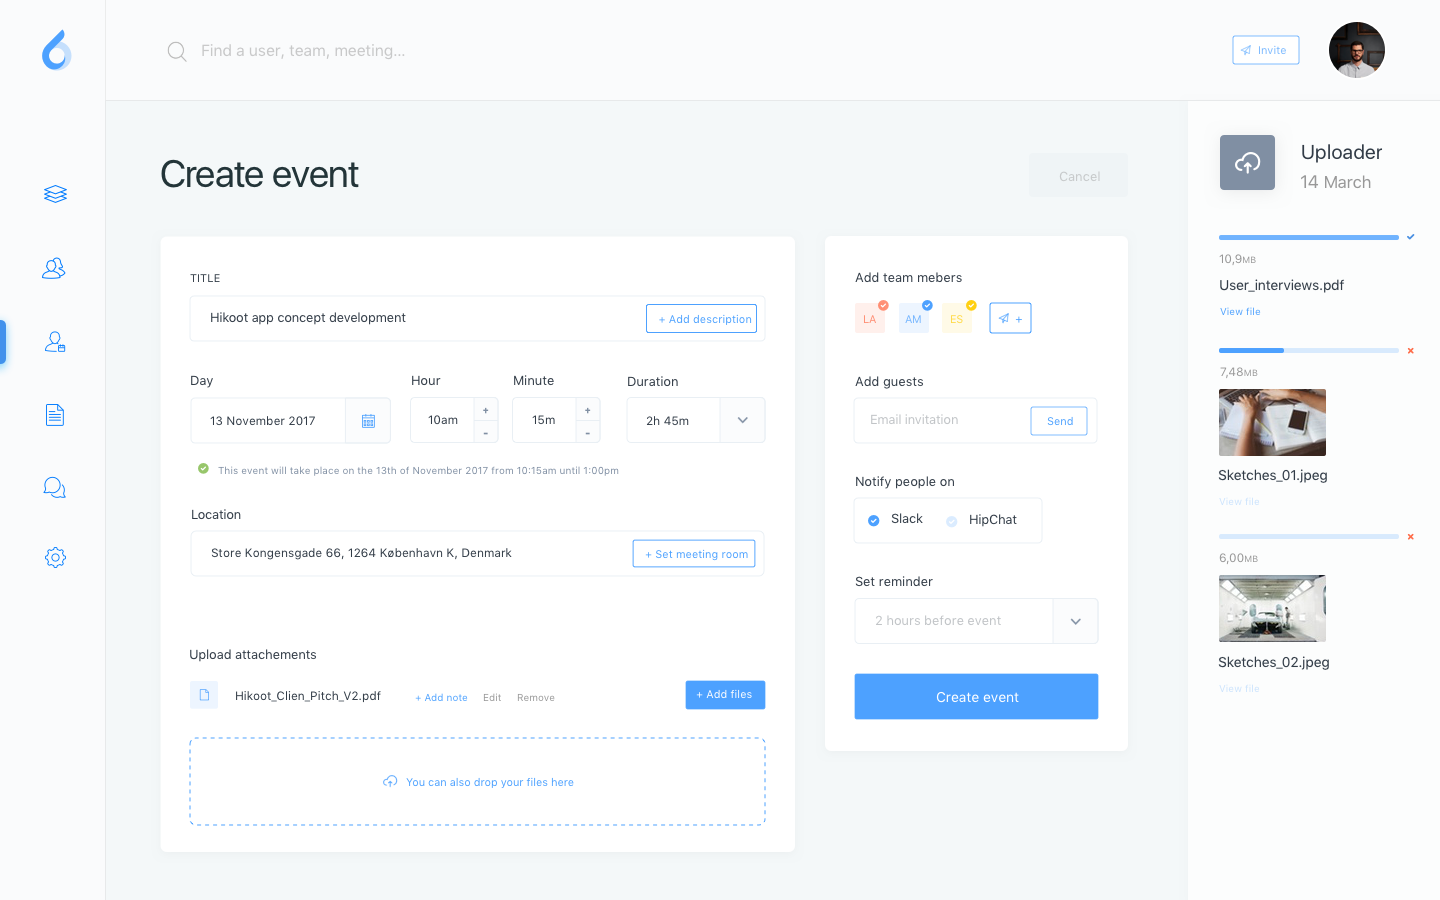 Find a user, team, meeting...
Invite
Create event
Cancel
TITLE
Hikoot app concept development
+ Add description
Day
Hour
Minute
Duration
13 November 2017
10am
+
-
15m
+
-
2h 45m
This event will take place on the 13th of November 2017 from 10:15am until 1:00pm
Location
Store Kongensgade 66, 1264 København K, Denmark
+ Set meeting room
Upload attachements
Hikoot_Clien_Pitch_V2.pdf
+ Add note
Edit
Remove
+ Add files
You can also drop your files here
Add team mebers
LA
AM
ES
+
Add guests
Email invitation
Send
Notify people on
Slack
HipChat
Set reminder
2 hours before event
Create event
Uploader
14 March
10,9MB
User_interviews.pdf
View file
7,48MB
Sketches_01.jpeg
View file
6,00MB
Sketches_02.jpeg
View file